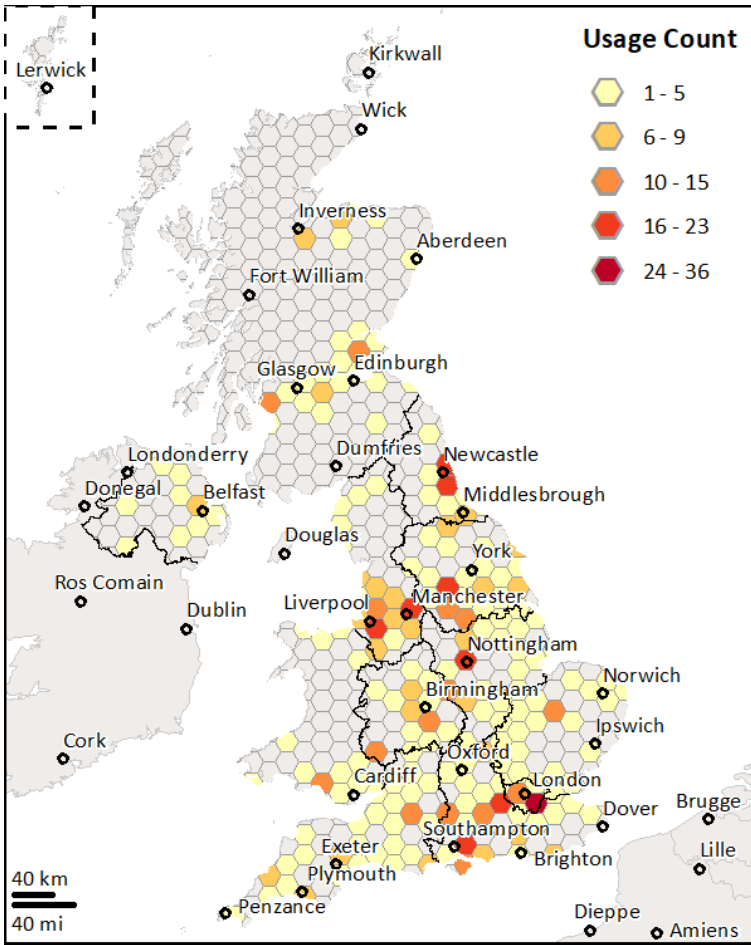 Usage Count
1 - 5
6 - 9
10 - 15
16 - 23
24 - 36
Kirkwall
Lerwick
Wick
Inverness
Aberdeen
Fort William
Edinburgh
Glasgow
Dumfries
Newcastle
Londonderry
Donegal
Belfast
Middlesbrough
Douglas
York
Ros Comain
Liverpool
Manchester
Dublin
Nottingham
Norwich
Birmingham
Ipswich
Cork
Oxford
Cardiff
London
Dover
Brugge
Southampton
Exeter
Brighton
Lille
Plymouth
40 km
40 mi
Penzance
Dieppe
Amiens